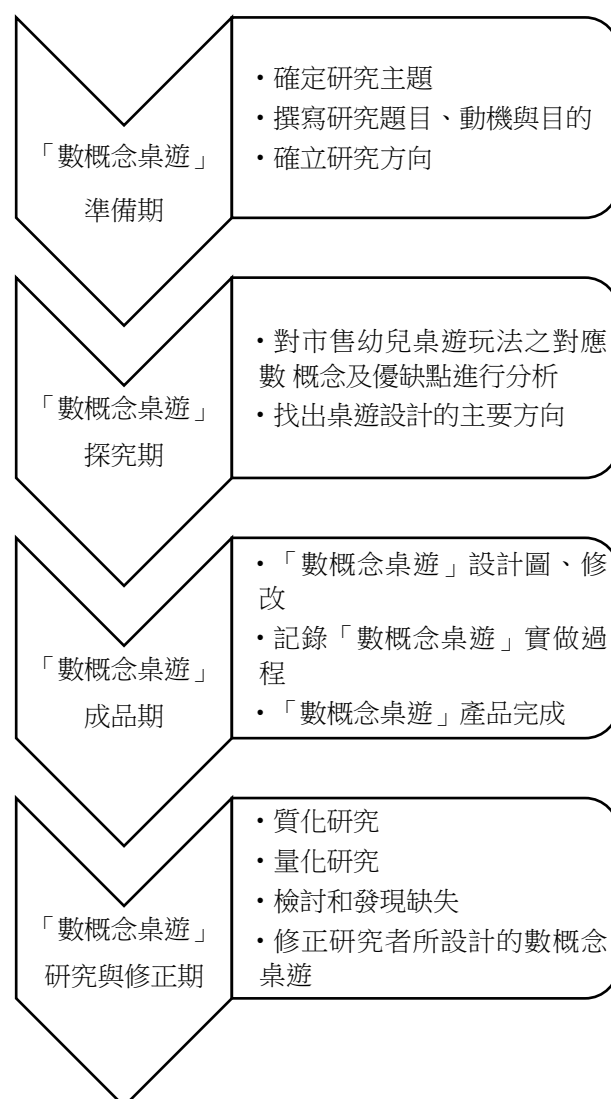 「數概念桌遊」
準備期
・確定研究主題
・撰寫研究題目、動機與目的
・確立研究方向
「數概念桌遊」
探究期
・對市售幼兒桌遊玩法之對應
數 概念及優缺點進行分析
・找出桌遊設計的主要方向
「數概念桌遊」
成品期
・「數概念桌遊」設計圖、修
改
・記錄「數概念桌遊」實做過
程
・「數概念桌遊」產品完成
「數概念桌遊」
研究與修正期
・質化研究
・量化研究
・檢討和發現缺失
・修正研究者所設計的數概念
桌遊